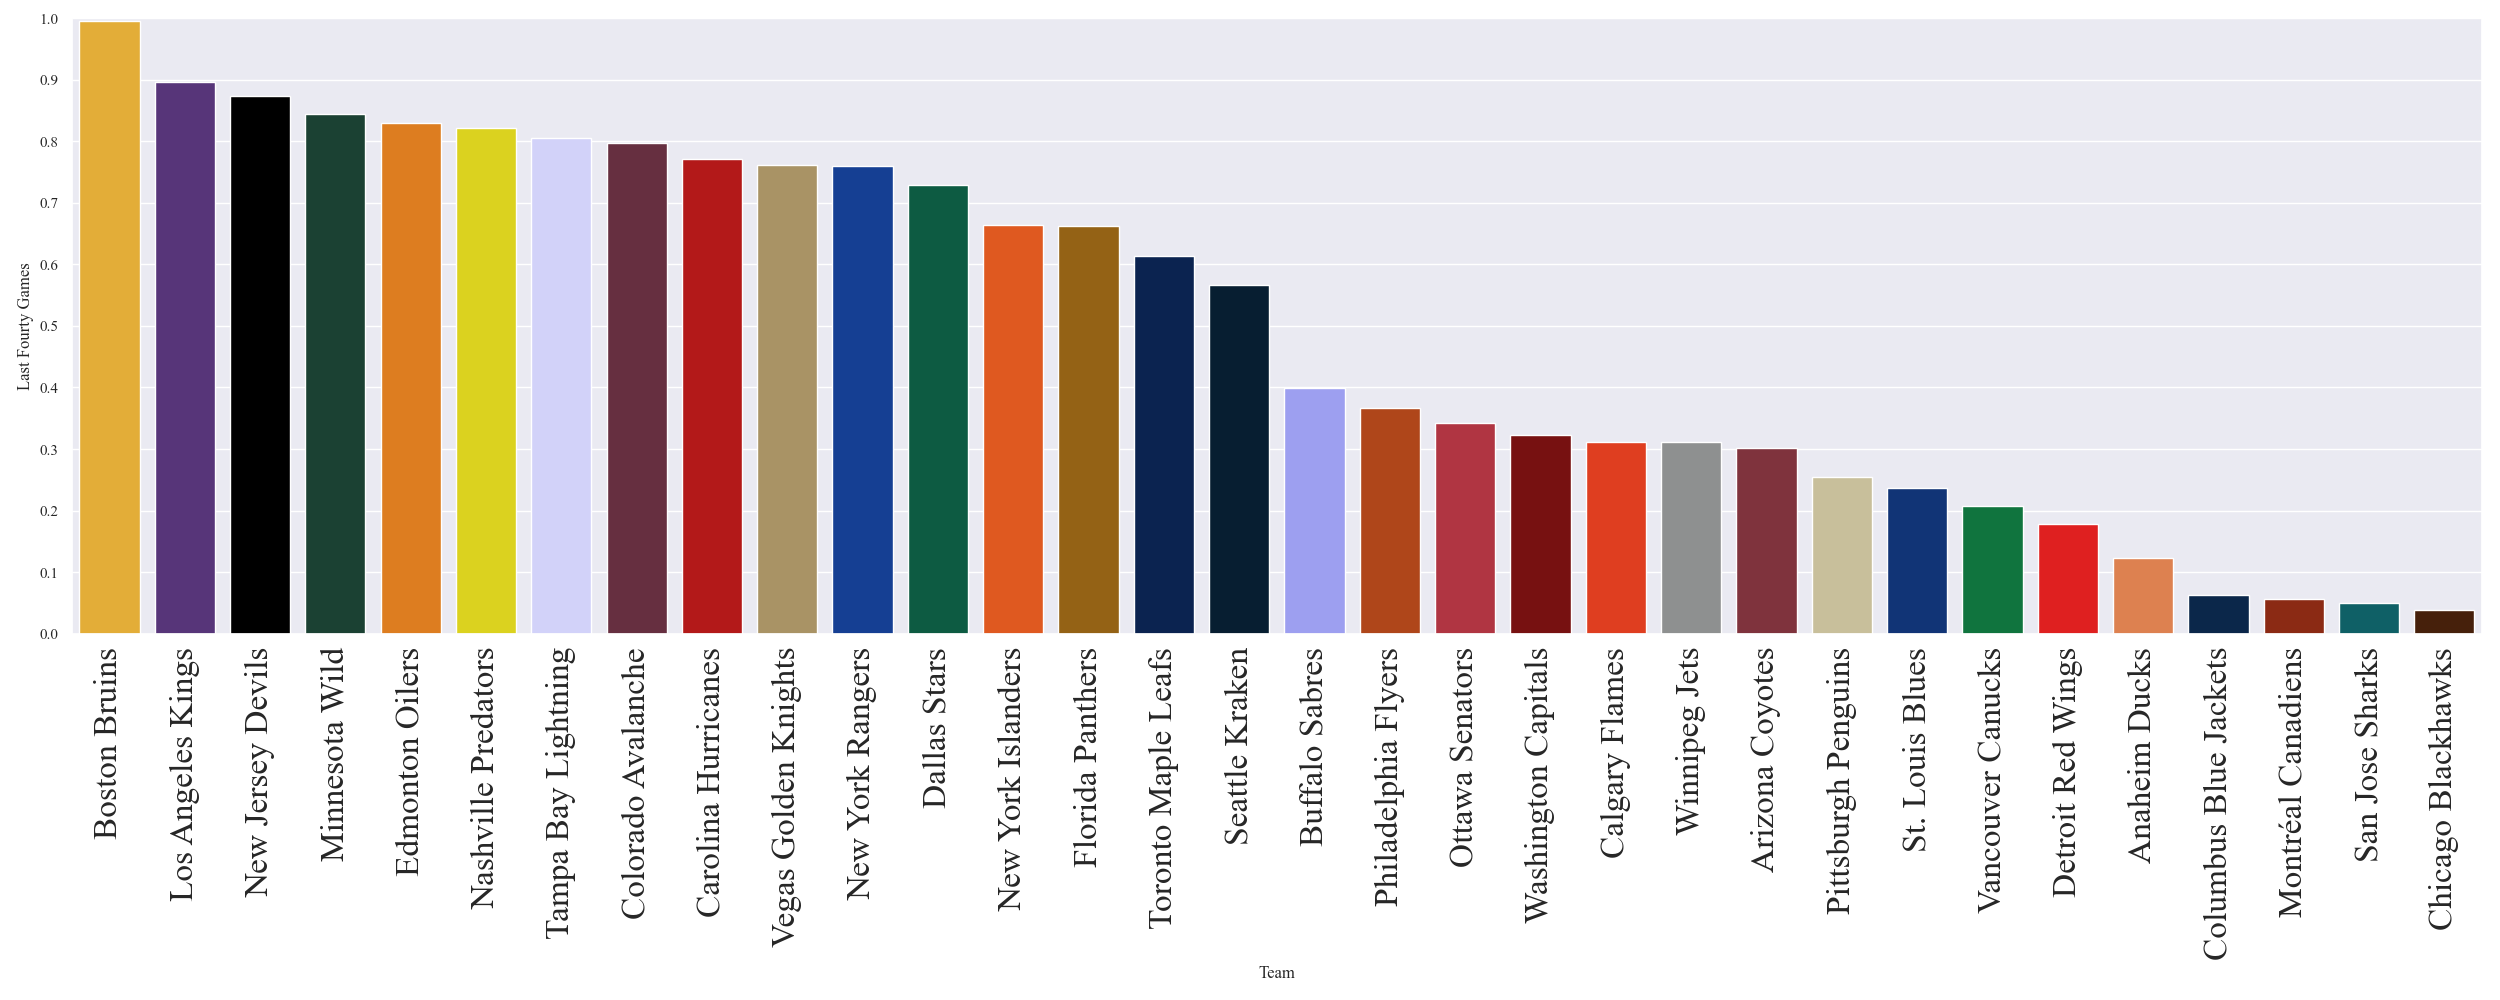 1.0
0.9
0.8
0.7
0.6
0.5
0.4
0.3
0.2
0.1
0.0
Last Fourty Games
Boston Bruins
Los Angeles Kings
New Jersey Devils
Minnesota Wild
Edmonton Oilers
Nashville Predators
Tampa Bay Lightning
Colorado Avalanche
Carolina Hurricanes
Vegas Golden Knights
New York Rangers
Dallas Stars
New York Islanders
Florida Panthers
Toronto Maple Leafs
Seattle Kraken
Buffalo Sabres
Philadelphia Flyers
Ottawa Senators
Washington Capitals
Calgary Flames
Winnipeg Jets
Arizona Coyotes
Pittsburgh Penguins
St. Louis Blues
Vancouver Canucks
Detroit Red Wings
Anaheim Ducks
Columbus Blue Jackets
Montréal Canadiens
San Jose Sharks
Chicago Blackhawks
Team